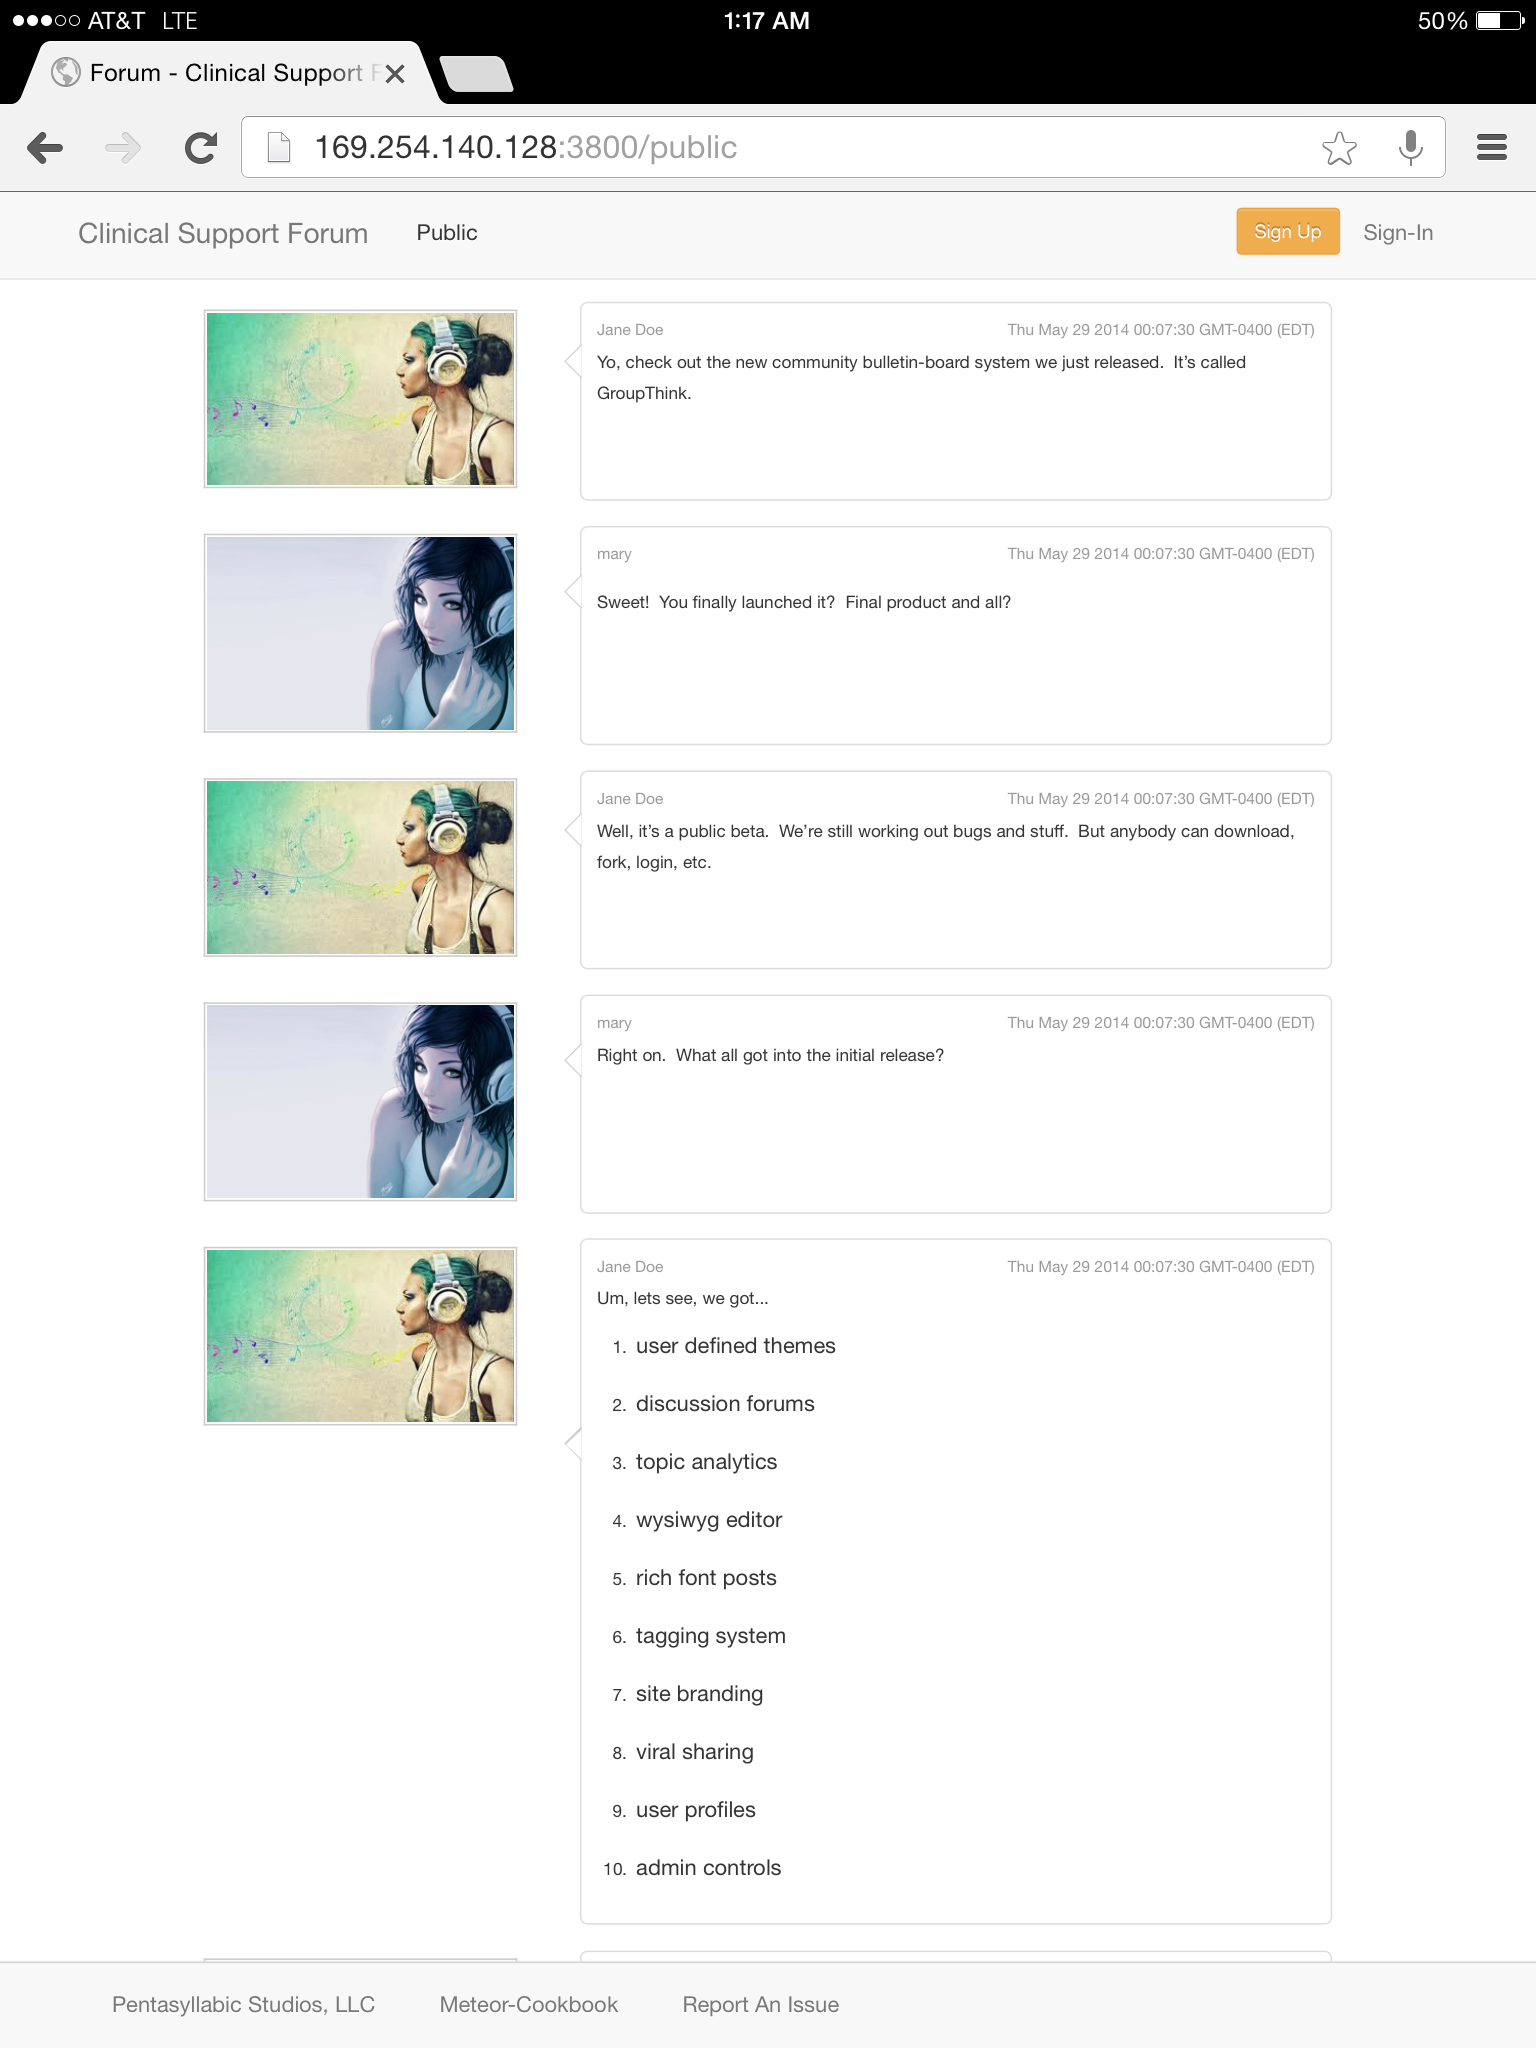 AT&T LTE 1:17 AM 50%
Forum - Clinical Support F
169.254.140.128:3800/public
Clinical Support Forum Public Sign Up Sign-In
Jane Doe Thu May 29 2014 00:07:30 GMT-0400 (EDT)
Yo, check out the new community bulletin-board system we just released.  It’s called
GroupThink.
mary Thu May 29 2014 00:07:30 GMT-0400 (EDT)
Sweet!  You finally launched it?  Final product and all?
Jane Doe Thu May 29 2014 00:07:30 GMT-0400 (EDT)
Well, it’s a public beta.  We’re still working out bugs and stuff.  But anybody can download,
fork, login, etc.
mary Thu May 29 2014 00:07:30 GMT-0400 (EDT)
Right on.  What all got into the initial release?
Jane Doe Thu May 29 2014 00:07:30 GMT-0400 (EDT)
Um, lets see, we got...
1. user defined themes
2. discussion forums
3. topic analytics
4. wysiwyg editor
5. rich font posts
6. tagging system
7. site branding
8. viral sharing
9. user profiles
10. admin controls
Pentasyllabic Studios, LLC Meteor-Cookbook Report An Issue